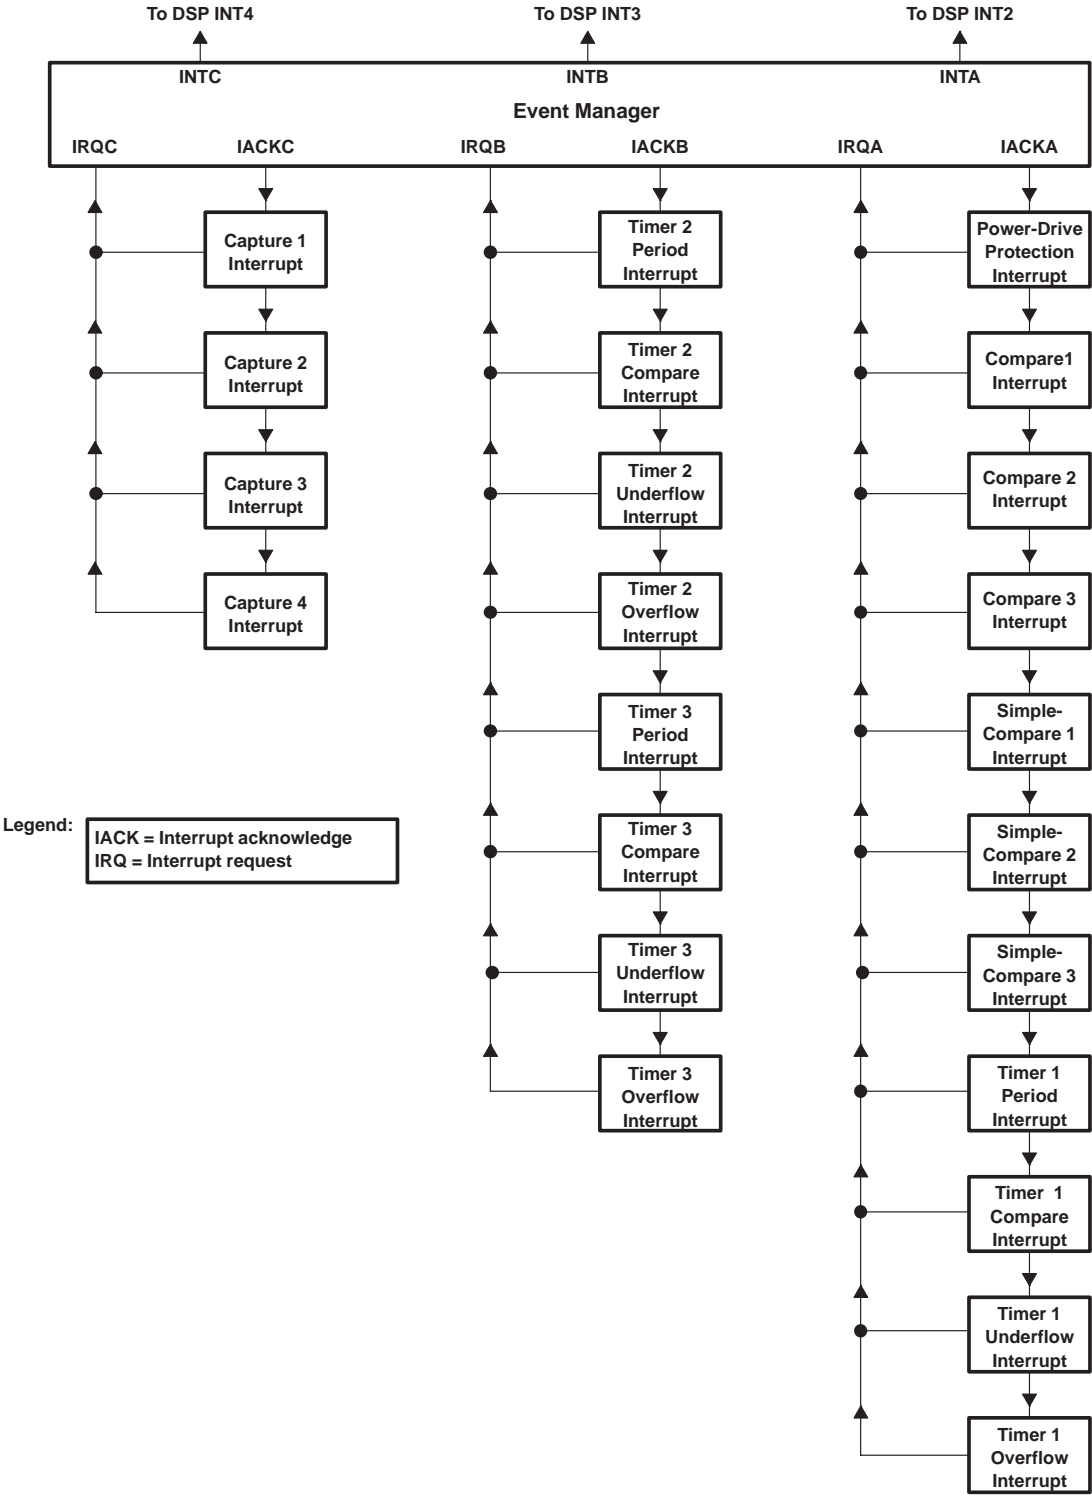 To DSP INT4
To DSP INT3
To DSP INT2
INTC
INTB
INTA
Event Manager
IRQC
IACKC
IRQB
IACKB
IRQA
IACKA
Capture 1
Interrupt
Capture 2
Interrupt
Capture 3
Interrupt
Capture 4
Interrupt
Timer 2
Period
Interrupt
Timer 2
Compare
Interrupt
Timer 2
Underflow
Interrupt
Timer 2
Overflow
Interrupt
Timer 3
Period
Interrupt
Timer 3
Compare
Interrupt
Timer 3
Underflow
Interrupt
Timer 3
Overflow
Interrupt
Power-Drive
Protection
Interrupt
Compare1
Interrupt
Compare 2
Interrupt
Compare 3
Interrupt
Simple-
Compare 1
Interrupt
Simple-
Compare 2
Interrupt
Simple-
Compare 3
Interrupt
Timer 1
Period
Interrupt
Timer 1
Compare
Interrupt
Timer 1
Underflow
Interrupt
Timer 1
Overflow
Interrupt
Legend:
IACK = Interrupt acknowledge
IRQ = Interrupt request